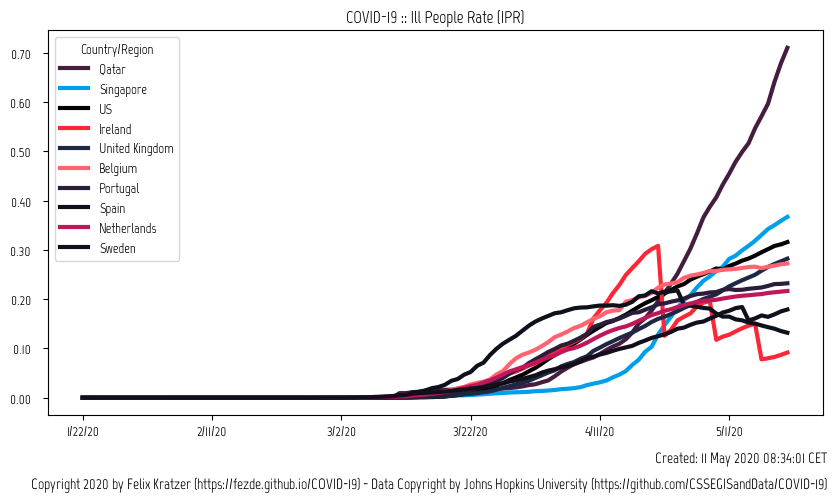 COVID-19 :: Ill People Rate (IPR)
Country/Region
Qatar
Singapore
US
Ireland
United Kingdom
Belgium
Portugal
Spain
Netherlands
Sweden
0.70
0.60
0.50
0.40
0.30
0.20
0.10
0.00
1/22/20 2/11/20 3/2/20 3/22/20 4/11/20 5/1/20
Created: 11 May 2020 08:34:01 CET
Copyright 2020 by Felix Kratzer (https://fezde.github.io/COVID-19) - Data Copyright by Johns Hopkins University (https://github.com/CSSEGISandData/COVID-19)